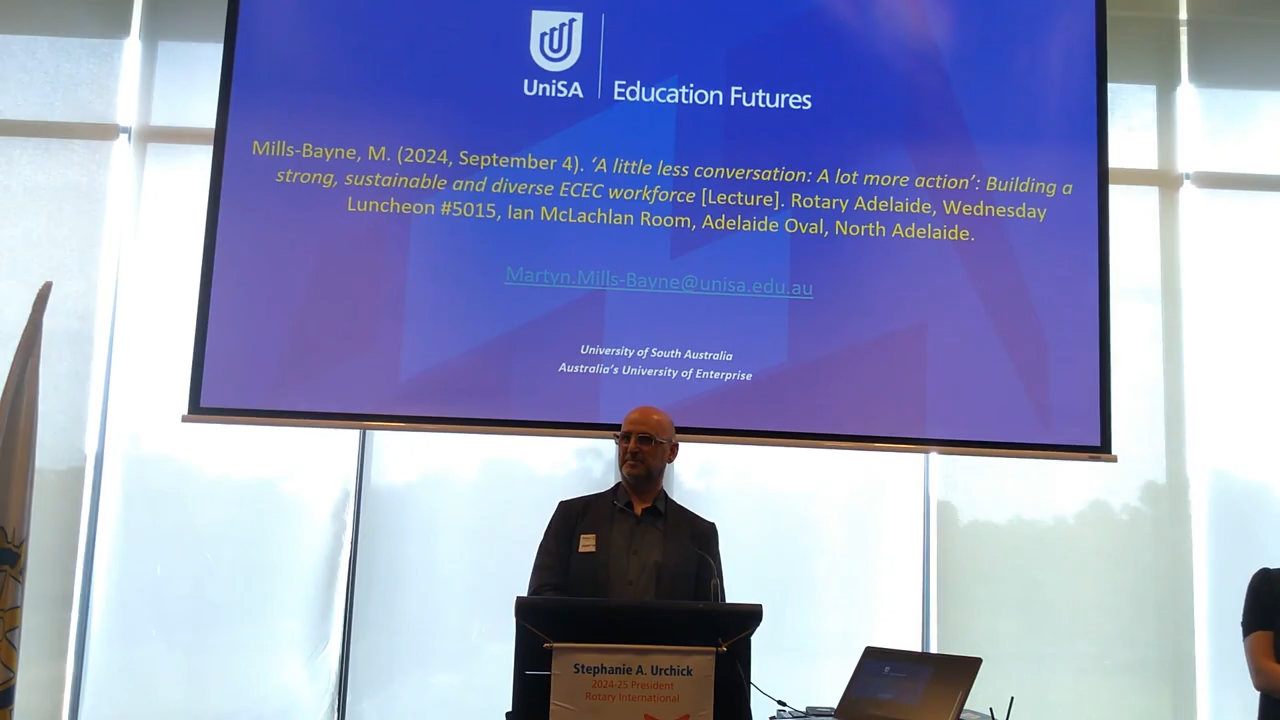 UniSA
Education Futures
Mills-Bayne, M. (2024, September 4). ‘A little less conversation: A lot more action’: Building a
strong, sustainable and diverse ECEC workforce [Lecture]. Rotary Adelaide, Wednesday
Luncheon #5015, Ian McLachlan Room, Adelaide Oval, North Adelaide.
Martyn.Mills-Bayne@unisa.edu.au
University of South Australia
Australia's University of Enterprise
Stephanie A. Urchick
2024-25 President
Rotary International